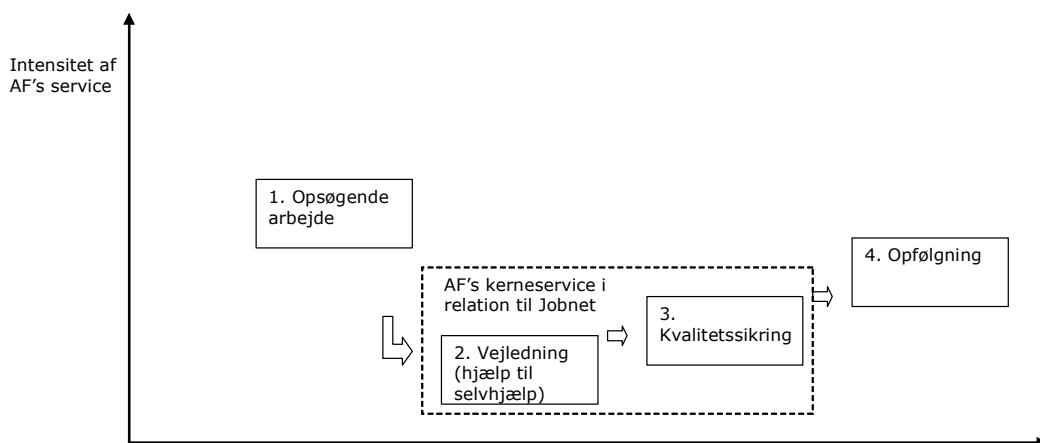 Intensitet af
AF's service
1. Opsøgende
arbejde
4. Opfølgning
AF's kerneservice i
relation til Jobnet
3.
Kvalitetssikring
2. Vejledning
(hjælp til
selvhjælp)